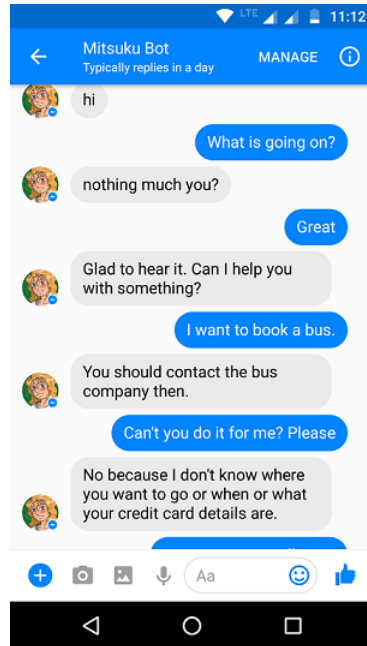 LTE 11:12
Mitsuku Bot
Typically replies in a day
MANAGE
hi
What is going on?
nothing much you?
Great
Glad to hear it. Can I help you
with something?
I want to book a bus.
You should contact the bus
company then.
Can't you do it for me? Please
No because I don't know where
you want to go or when or what
your credit card details are.
Aa